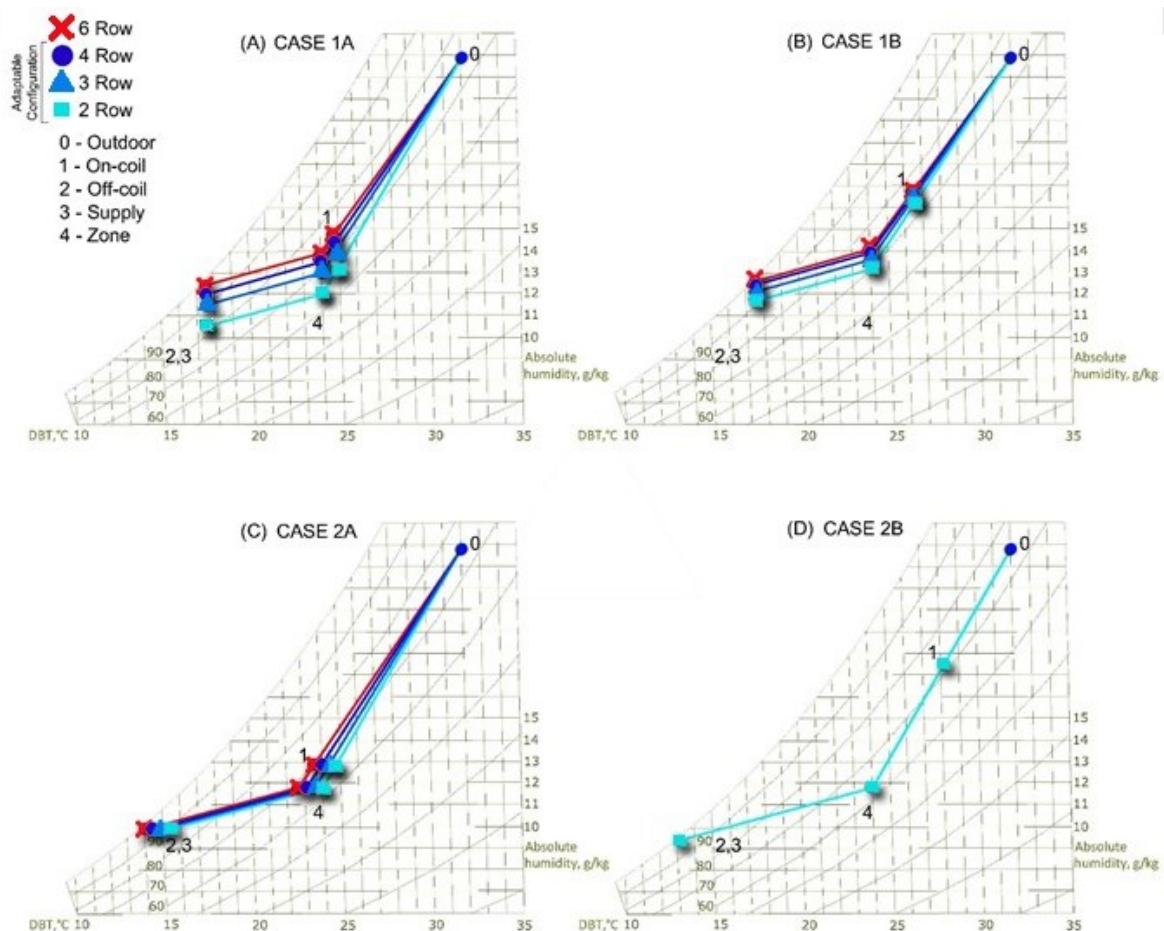 6 Row
4 Row
3 Row
2 Row
Adaptable
Configuration
0 - Outdoor
1 - On-coil
2 - Off-coil
3 - Supply
4 - Zone
(A) CASE 1A
0
1
4
2,3
15
14
13
12
11
10
Absolute
humidity, g/kg
90
80
70
60
DBT,°C 10 15 20 25 30 35
(B) CASE 1B
0
1
4
2,3
15
14
13
12
11
10
Absolute
humidity, g/kg
90
80
70
60
DBT,°C 10 15 20 25 30 35
(C) CASE 2A
0
1
4
2,3
15
14
13
12
11
10
Absolute
humidity, g/kg
90
80
70
60
DBT,°C 10 15 20 25 30 35
(D) CASE 2B
0
1
4
2,3
15
14
13
12
11
10
Absolute
humidity, g/kg
90
80
70
60
DBT,°C 10 15 20 25 30 35